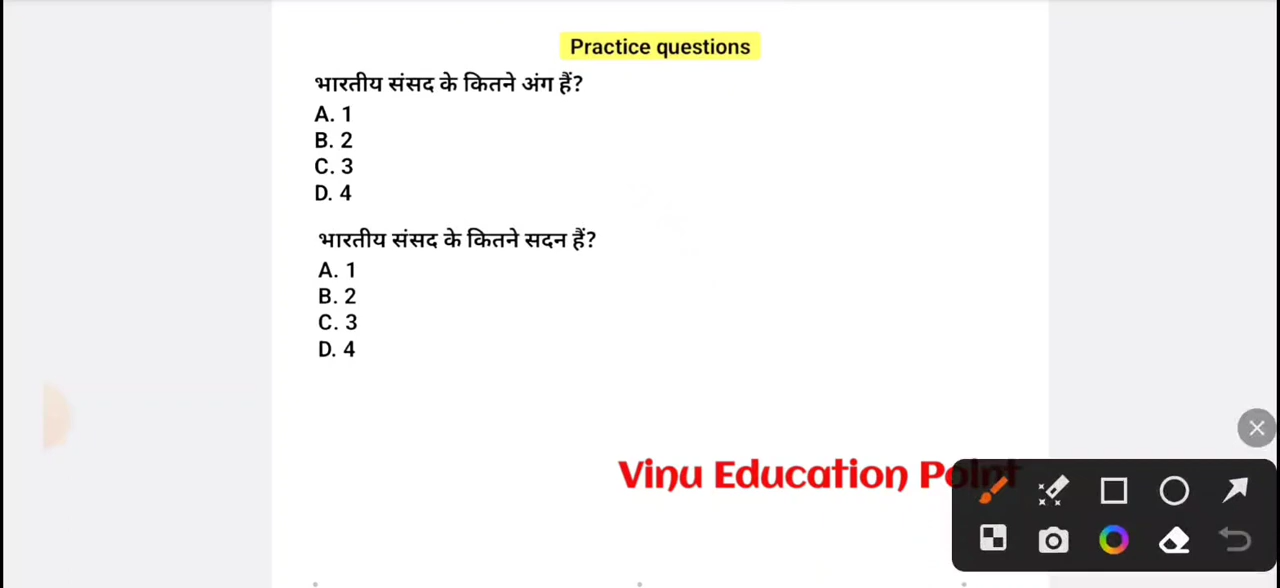 Practice questions
भारतीय संसद के कितने अंग हैं?
A. 1
B. 2
C. 3
D. 4
भारतीय संसद के कितने सदन हैं?
A. 1
B. 2
C. 3
D. 4
Vinu Education Point